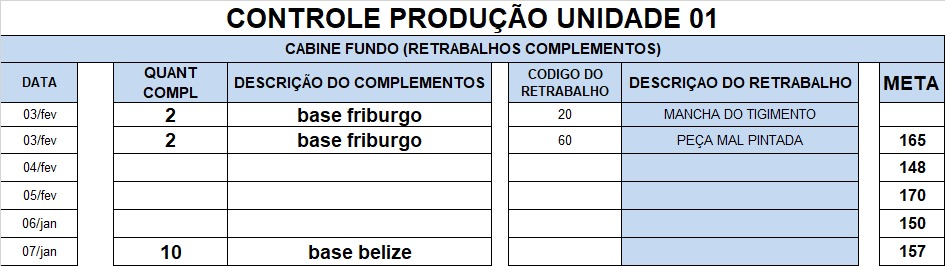 CONTROLE PRODUÇÃO UNIDADE 01
CABINE FUNDO (RETRABALHOS COMPLEMENTOS)
DATA QUANT COMPL DESCRIÇÃO DO COMPLEMENTOS CODIGO DO RETRABALHO DESCRIÇAO DO RETRABALHO META
03/fev 2 base friburgo 20 MANCHA DO TIGIMENTO
03/fev 2 base friburgo 60 PEÇA MAL PINTADA 165
04/fev 148
05/fev 170
06/jan 150
07/jan 10 base belize 157